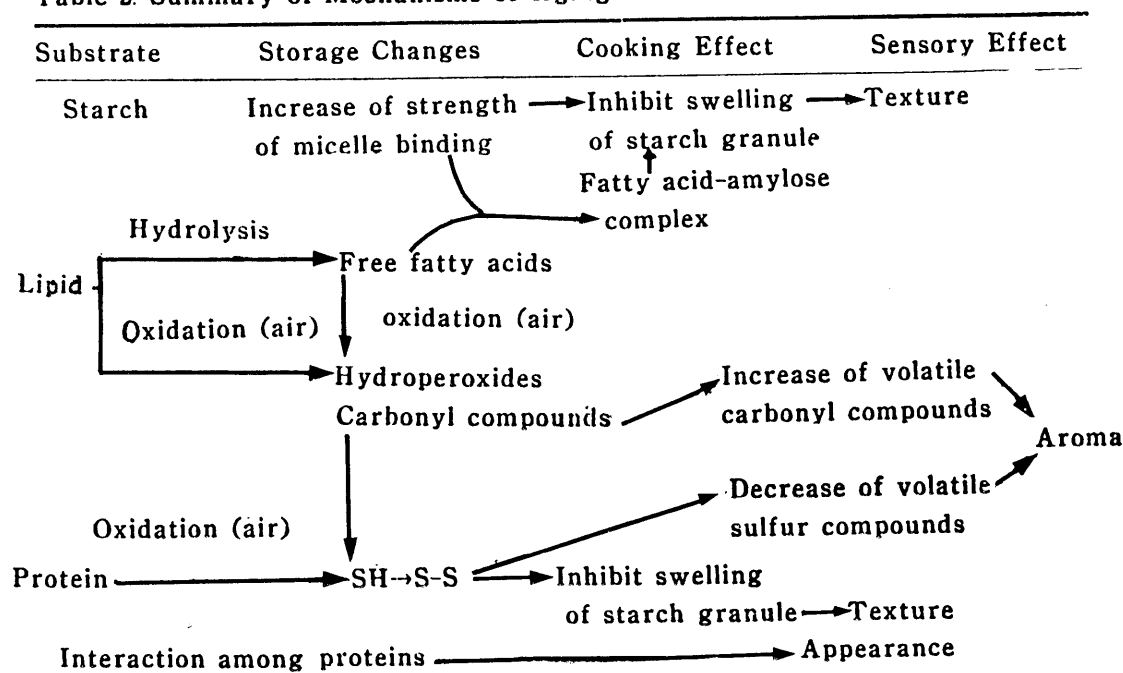 Substrate Storage Changes Cooking Effect Sensory Effect
Starch Increase of strength → Inhibit swelling → Texture
of micelle binding of starch granule
Fatty acid-amylose
complex
Hydrolysis
Free fatty acids
Lipid
Oxidation (air) oxidation (air)
Hydroperoxides Increase of volatile
Carbonyl compounds carbonyl compounds
Aroma
Decrease of volatile
Oxidation (air) sulfur compounds
Protein SH→S-S Inhibit swelling
of starch granule → Texture
Interaction among proteins Appearance